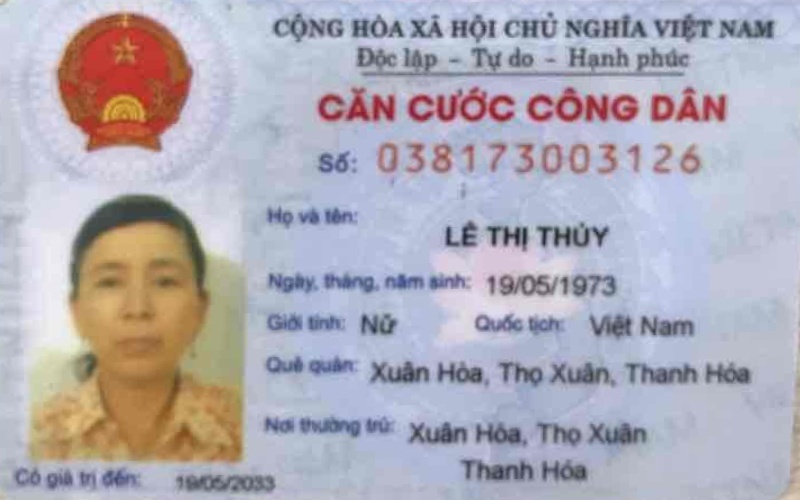 CỘNG HÒA XÃ HỘI CHỦ NGHĨA VIỆT NAM
Độc lập - Tự do - Hạnh phúc
CĂN CƯỚC CÔNG DÂN
Số: 038173003126
Họ và tên:
LÊ THỊ THỦY
Ngày, tháng, năm sinh: 19/05/1973
Giới tính: Nữ Quốc tịch: Việt Nam
Quê quán: Xuân Hòa, Thọ Xuân, Thanh Hóa
Nơi thường trú: Xuân Hóa, Thọ Xuân
Thanh Hóa
Có giá trị đến: 19/05/2033